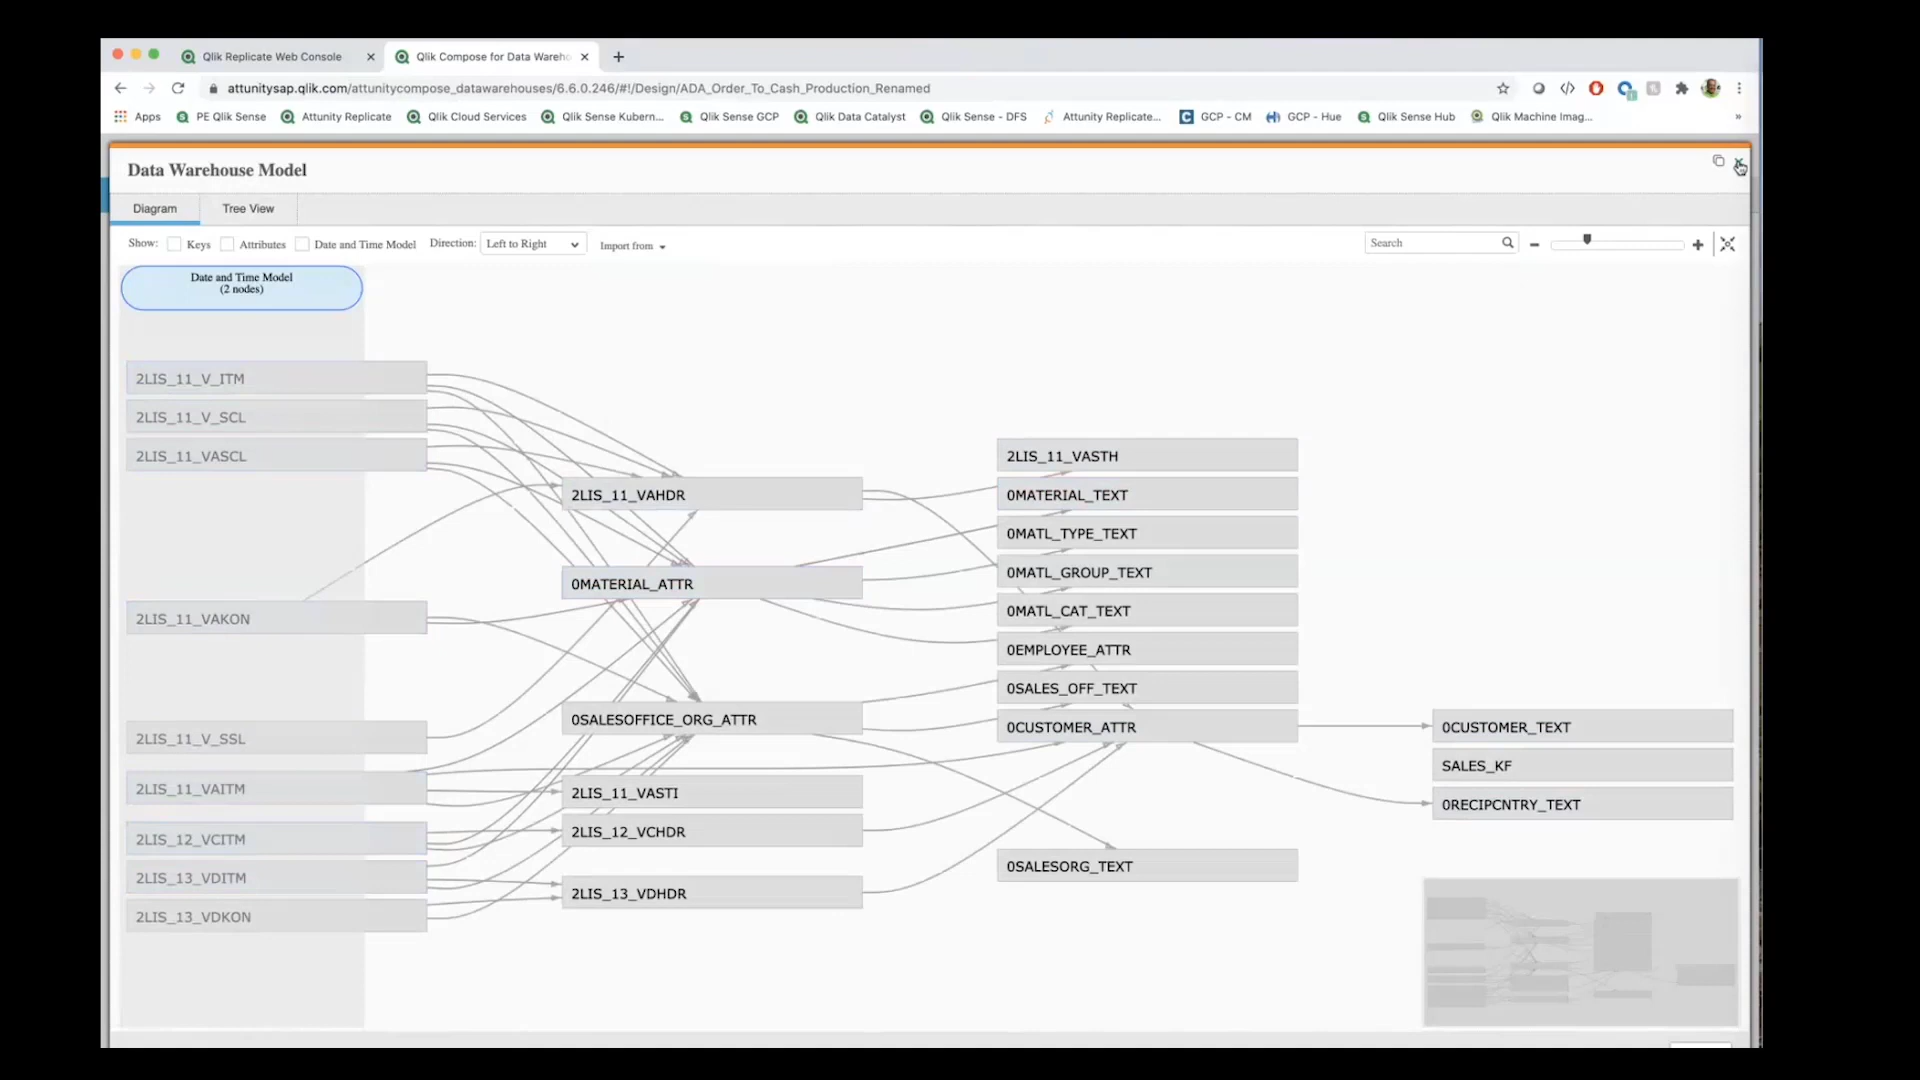 Qlik Replicate Web Console
Qlik Compose for Data Wareho
attunitysap.qlik.com/attunitycompose_datawarehouses/6.6.0.246/#!/Design/ADA_Order_To_Cash_Production_Renamed
Apps PE Qlik Sense Attunity Replicate Qlik Cloud Services Qlik Sense Kubern... Qlik Sense GCP Qlik Data Catalyst Qlik Sense - DFS Attunity Replicate... GCP - CM GCP - Hue Qlik Sense Hub Qlik Machine Imag... »
Data Warehouse Model
Diagram Tree View
Show: Keys Attributes Date and Time Model Direction: Left to Right Import from Search
Date and Time Model
(2 nodes)
2LIS_11_V_ITM
2LIS_11_V_SCL
2LIS_11_VASCL
2LIS_11_VAKON
2LIS_11_V_SSL
2LIS_11_VAITM
2LIS_12_VCITM
2LIS_13_VDITM
2LIS_13_VDKON
2LIS_11_VAHDR
0MATERIAL_ATTR
0SALESOFFICE_ORG_ATTR
2LIS_11_VASTI
2LIS_12_VCHDR
2LIS_13_VDHDR
2LIS_11_VASTH
0MATERIAL_TEXT
0MATL_TYPE_TEXT
0MATL_GROUP_TEXT
0MATL_CAT_TEXT
0EMPLOYEE_ATTR
0SALES_OFF_TEXT
0CUSTOMER_ATTR
0SALESORG_TEXT
0CUSTOMER_TEXT
SALES_KF
0RECIPCNTRY_TEXT